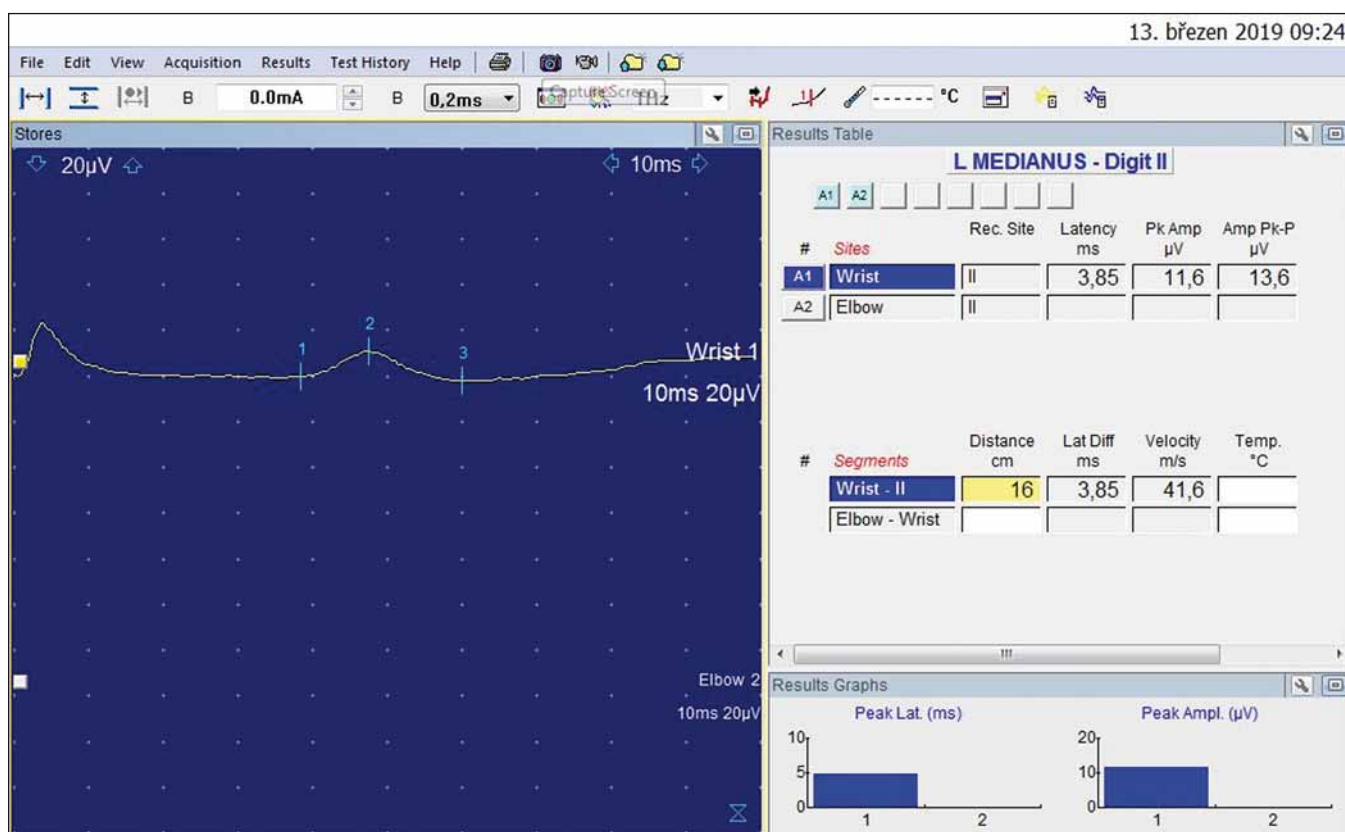 13. březen 2019 09:24
File Edit View Acquisition Results Test History Help
B 0.0mA B 0,2ms Capture Screen Hz ------ °C
Stores
20µV 10ms
1 2 3
Wrist 1
10ms 20µV
Elbow 2
10ms 20µV
Results Table
L MEDIANUS - Digit II
A1 A2
# Sites Rec. Site Latency ms Pk Amp µV Amp Pk-P µV
A1 Wrist II 3,85 11,6 13,6
A2 Elbow II
# Segments Distance cm Lat Diff ms Velocity m/s Temp. °C
Wrist - II 16 3,85 41,6
Elbow - Wrist
Results Graphs
Peak Lat. (ms)
10
5
0
1 2
Peak Ampl. (µV)
20
10
0
1 2